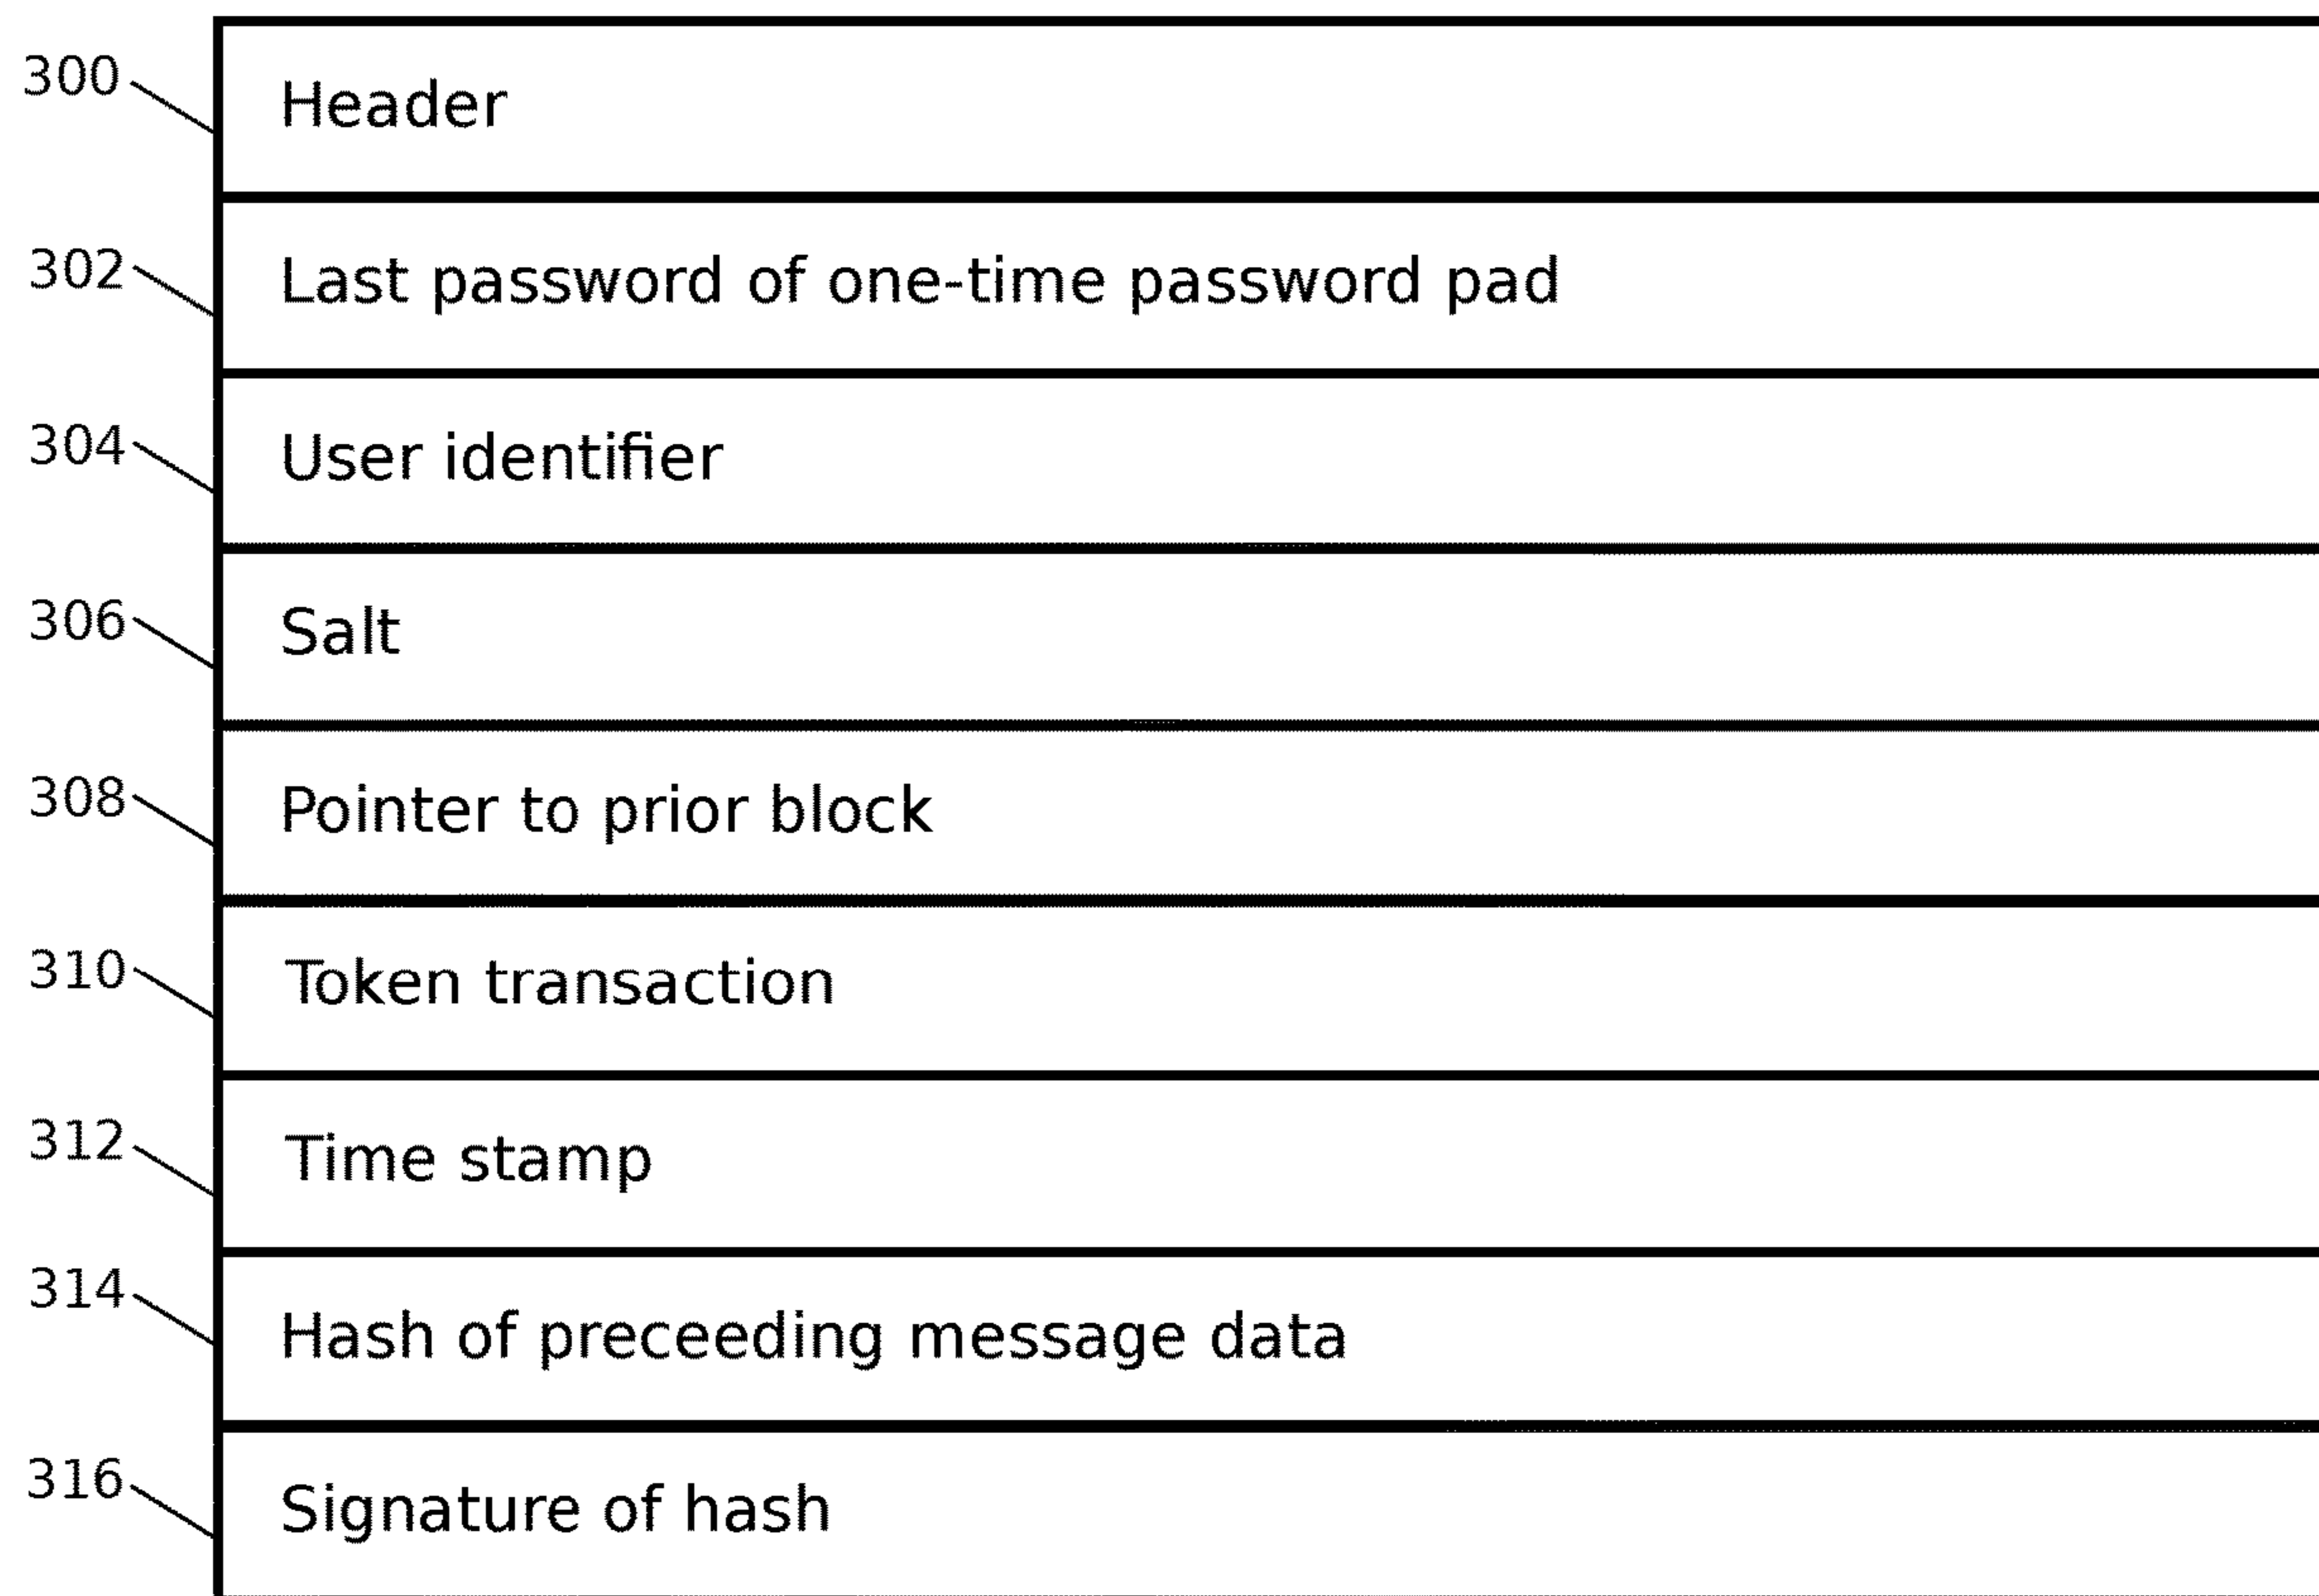 300 Header
302 Last password of one-time password pad
304 User identifier
306 Salt
308 Pointer to prior block
310 Token transaction
312 Time stamp
314 Hash of preceeding message data
316 Signature of hash